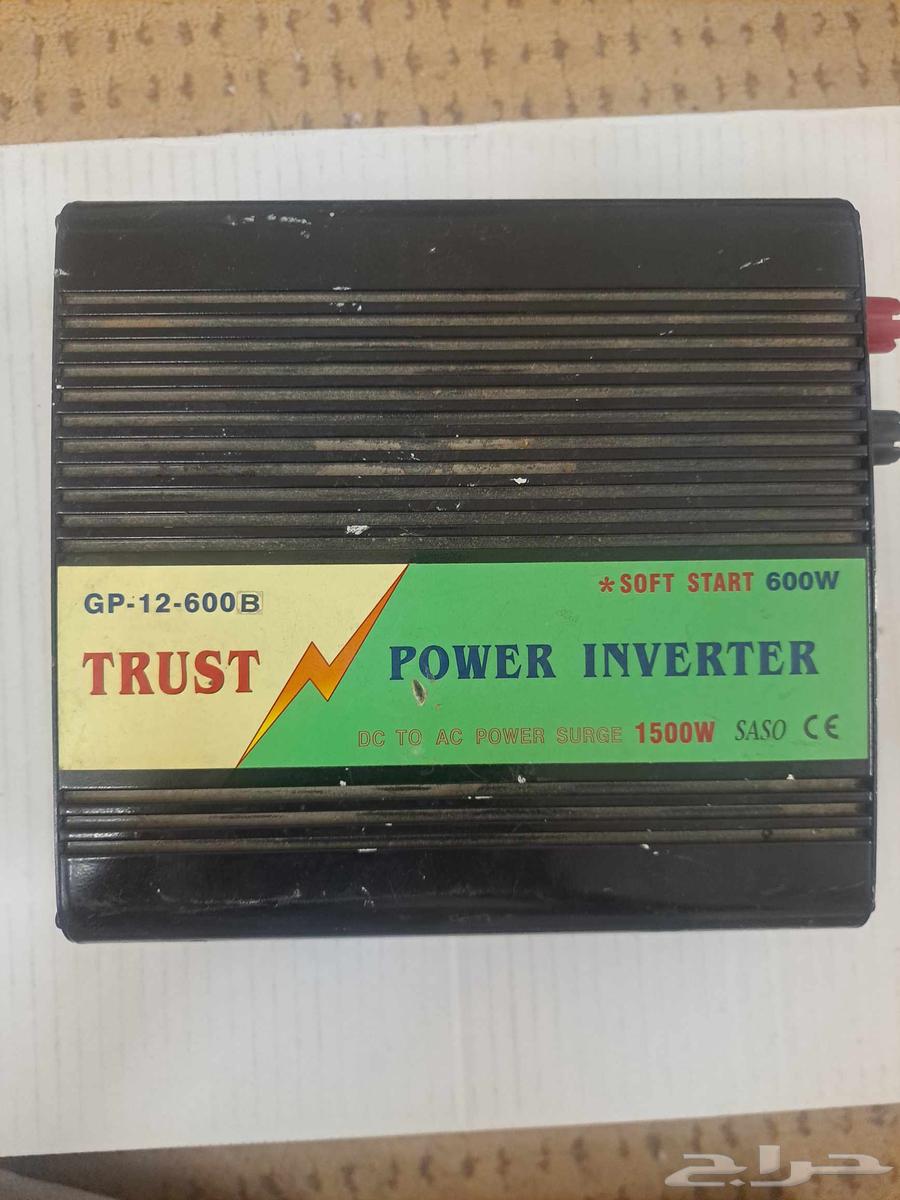 *SOFT START 600W
GP-12-600B
TRUST
POWER INVERTER
DC TO AC POWER SURGE 1500W SASO CE
حراج